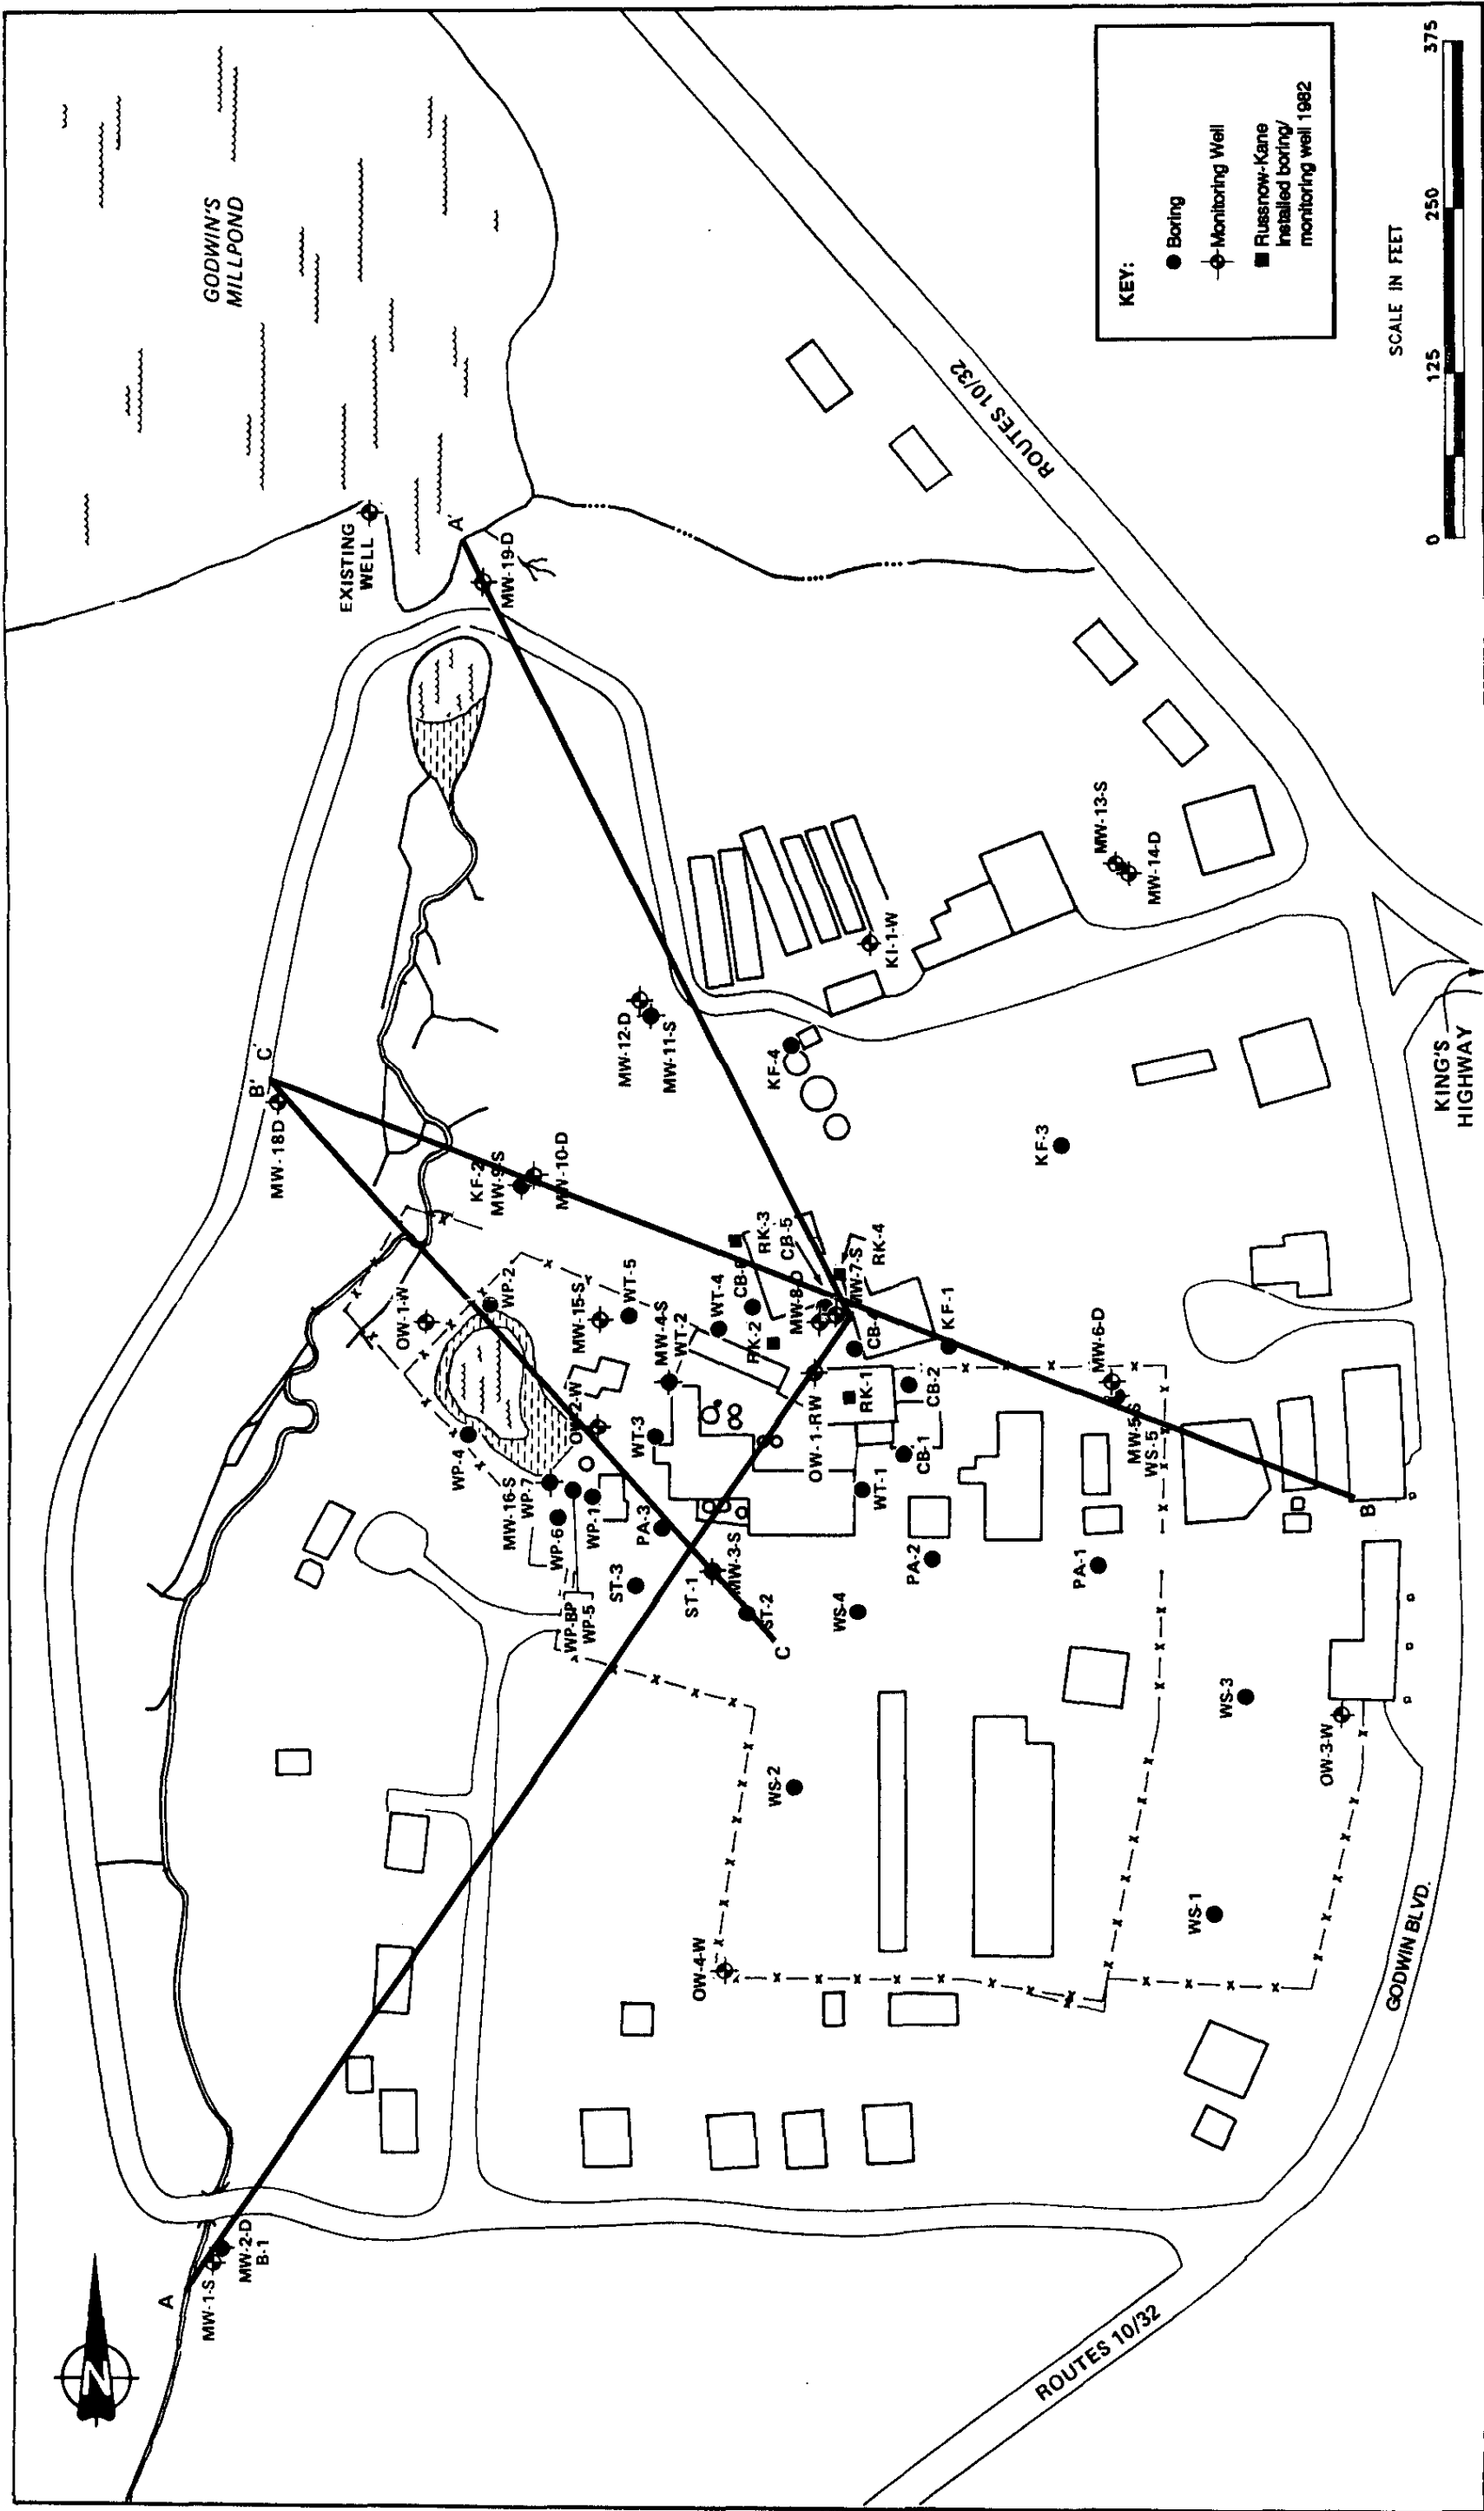 GODWIN'S
MILLPOND
EXISTING
WELL
A'
MW-19-D
ROUTES 10/32
KEY:
Boring
Monitoring Well
Russnow-Kane
installed boring/
monitoring well 1982
SCALE IN FEET
0 125 250 375
B' C'
MW-18D
KF-2
MW-9-S
MW-10-D
MW-12-D
MW-11-S
KF-4
KI-1-W
MW-13-S
MW-14-D
KF-3
KING'S
HIGHWAY
OW-1-W
WP-2
MW-15-S
WT-5
MW-4-S
WT-2
WT-4
CB-6
RK-3
CB-5
RK-2
MW-8-D
MW-7-S
RK-4
KF-1
MW-6-D
WP-4
OW-2-W
WT-3
OW-1-RW
RK-1
CB-2
CB-1
WT-1
MW-5-S
WS-5
B
MW-16-S
WP-7
WP-6
WP-1
PA-3
ST-3
ST-1
MW-3-S
ST-2
C
WP-BP
WP-5
WS-4
PA-2
PA-1
WS-2
WS-3
OW-3-W
WS-1
OW-4-W
GODWIN BLVD.
A
MW-1-S
MW-2-D
B-1
N
ROUTES 10/32